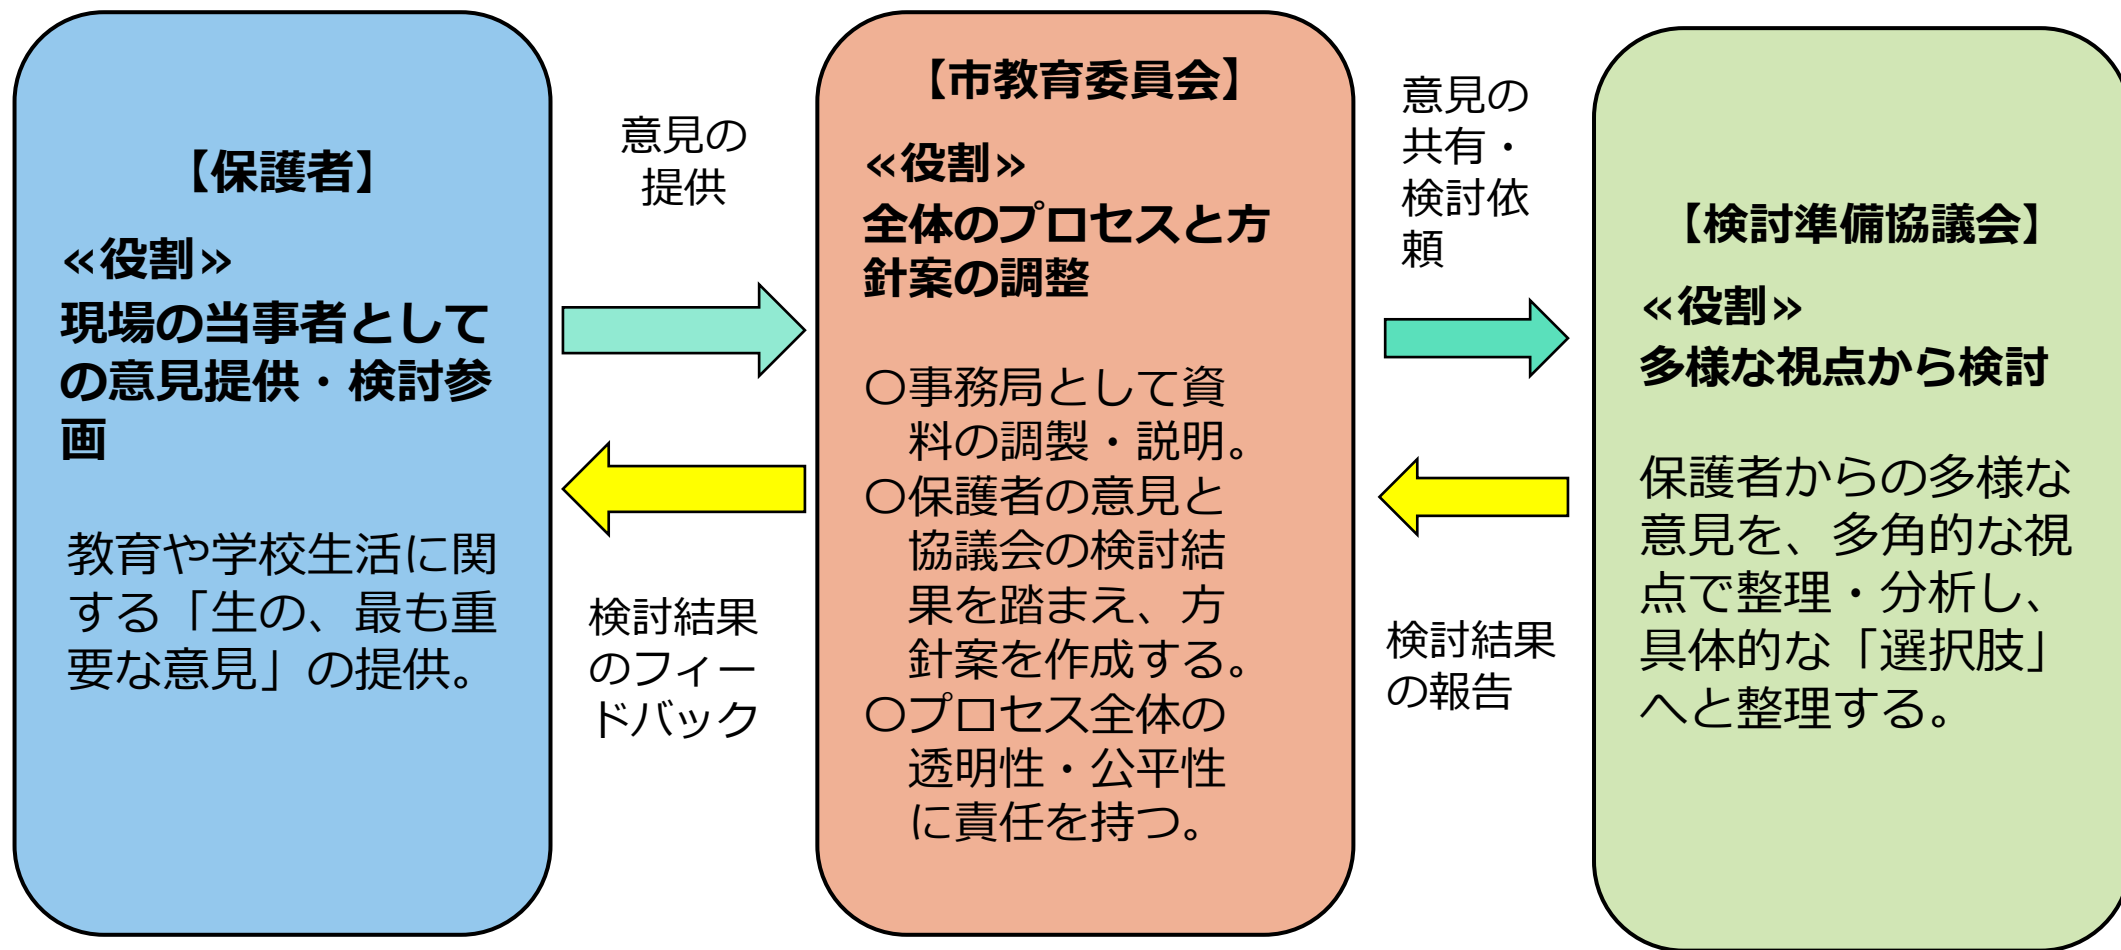 【保護者】
≪役割≫
現場の当事者として
の意見提供・検討参
画
教育や学校生活に関
する「生の、最も重
要な意見」の提供。
意見の
提供
検討結果
のフィー
ドバック
【市教育委員会】
≪役割≫
全体のプロセスと方
針案の調整
〇事務局として資
料の調製・説明。
〇保護者の意見と
協議会の検討結
果を踏まえ、方
針案を作成する。
〇プロセス全体の
透明性・公平性
に責任を持つ。
意見の
共有・
検討依
頼
検討結果
の報告
【検討準備協議会】
≪役割≫
多様な視点から検討
保護者からの多様な
意見を、多角的な視
点で整理・分析し、
具体的な「選択肢」
へと整理する。